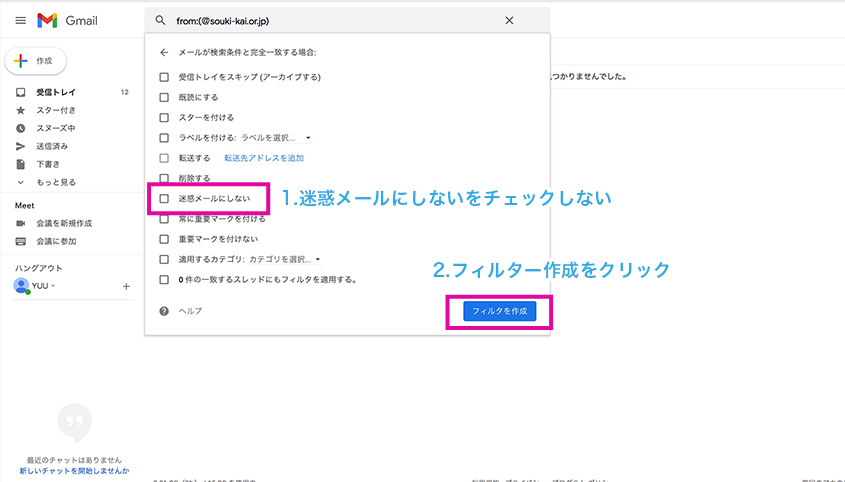 Gmail
from:(@souki-kai.or.jp)
作成
受信トレイ 12
スター付き
スヌーズ中
送信済み
下書き
もっと見る
Meet
会議を新規作成
会議に参加
ハングアウト
YUU
最近のチャットはありません
新しいチャットを開始しませんか
メールが検索条件と完全一致する場合:
つかりませんでした。
受信トレイをスキップ (アーカイブする)
既読にする
スターを付ける
ラベルを付ける: ラベルを選択...
転送する 転送先アドレスを追加
削除する
迷惑メールにしない
1.迷惑メールにしないをチェックしない
常に重要マークを付ける
重要マークを付けない
適用するカテゴリ: カテゴリを選択...
2.フィルター作成をクリック
0 件の一致するスレッドにもフィルタを適用する。
ヘルプ
フィルタを作成